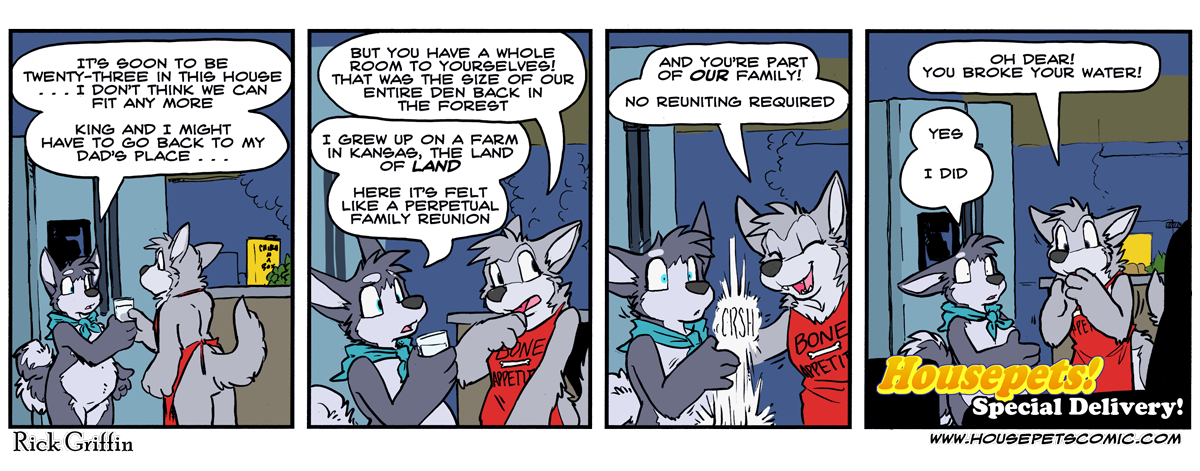 IT'S SOON TO BE
TWENTY-THREE IN THIS HOUSE
. . . I DON'T THINK WE CAN
FIT ANY MORE
KING AND I MIGHT
HAVE TO GO BACK TO MY
DAD'S PLACE . . .
BUT YOU HAVE A WHOLE
ROOM TO YOURSELVES!
THAT WAS THE SIZE OF OUR
ENTIRE DEN BACK IN
THE FOREST
I GREW UP ON A FARM
IN KANSAS, THE LAND
OF LAND
HERE IT'S FELT
LIKE A PERPETUAL
FAMILY REUNION
BONE
APPETIT
AND YOU'RE PART
OF OUR FAMILY!
NO REUNITING REQUIRED
CRSH
BONE
APPETIT
OH DEAR!
YOU BROKE YOUR WATER!
YES
I DID
Housepets!
Special Delivery!
Rick Griffin
WWW.HOUSEPETSCOMIC.COM